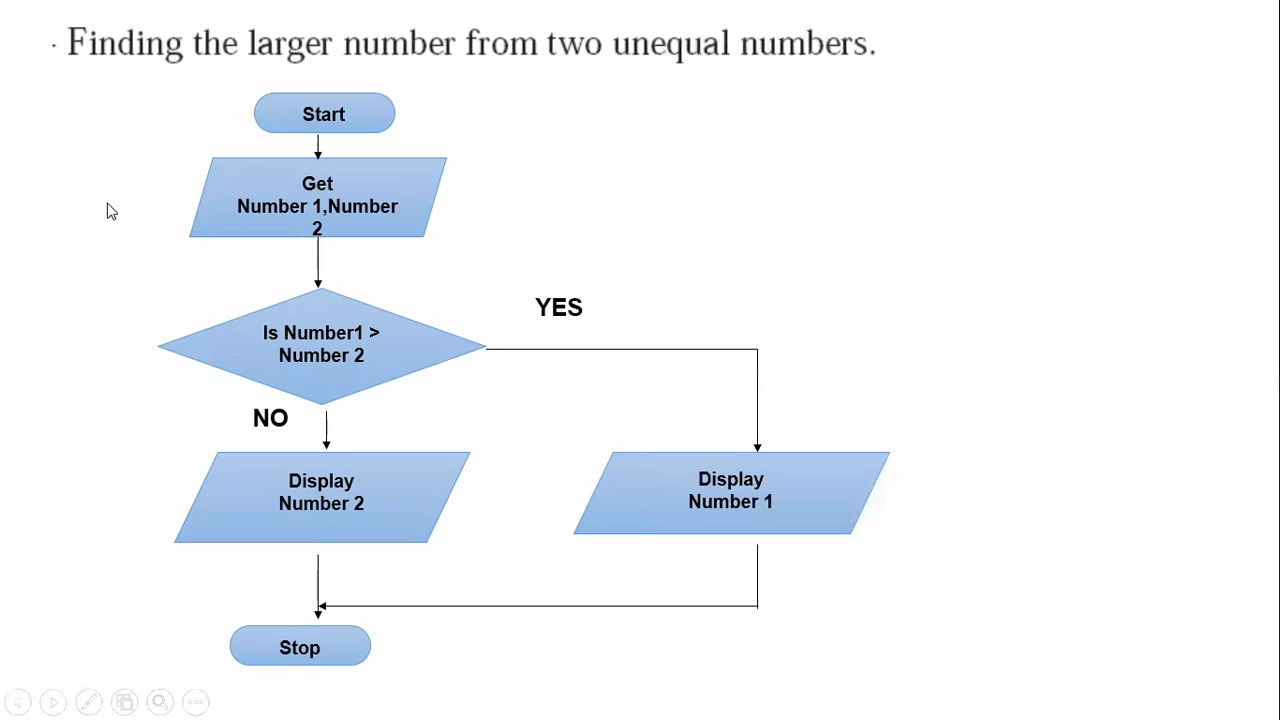 · Finding the larger number from two unequal numbers.
Start
Get
Number 1,Number
2
Is Number1 >
Number 2
YES
NO
Display
Number 2
Display
Number 1
Stop